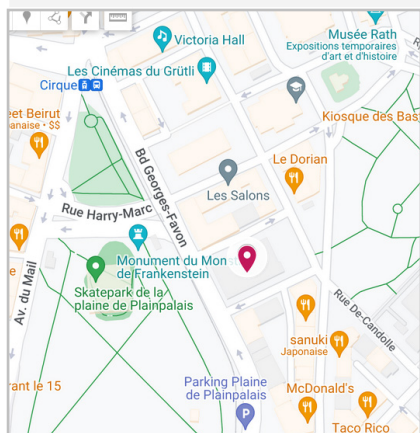 Musée Rath
Expositions temporaires
d'art et d'histoire
Victoria Hall
Les Cinémas du Grütli
Cirque
eet Beirut
anaise • $$
Kiosque des Bas
Bd Georges-Favon
Le Dorian
Les Salons
Rue Harry-Marc
Monument du Mon
de Frankenstein
Skatepark de la
plaine de Plainpalais
Av. du Mail
e
Rue De-Candolle
sanuki
Japonaise
rant le 15
Parking Plaine
de Plainpalais
P
McDonald's
Taco Rico